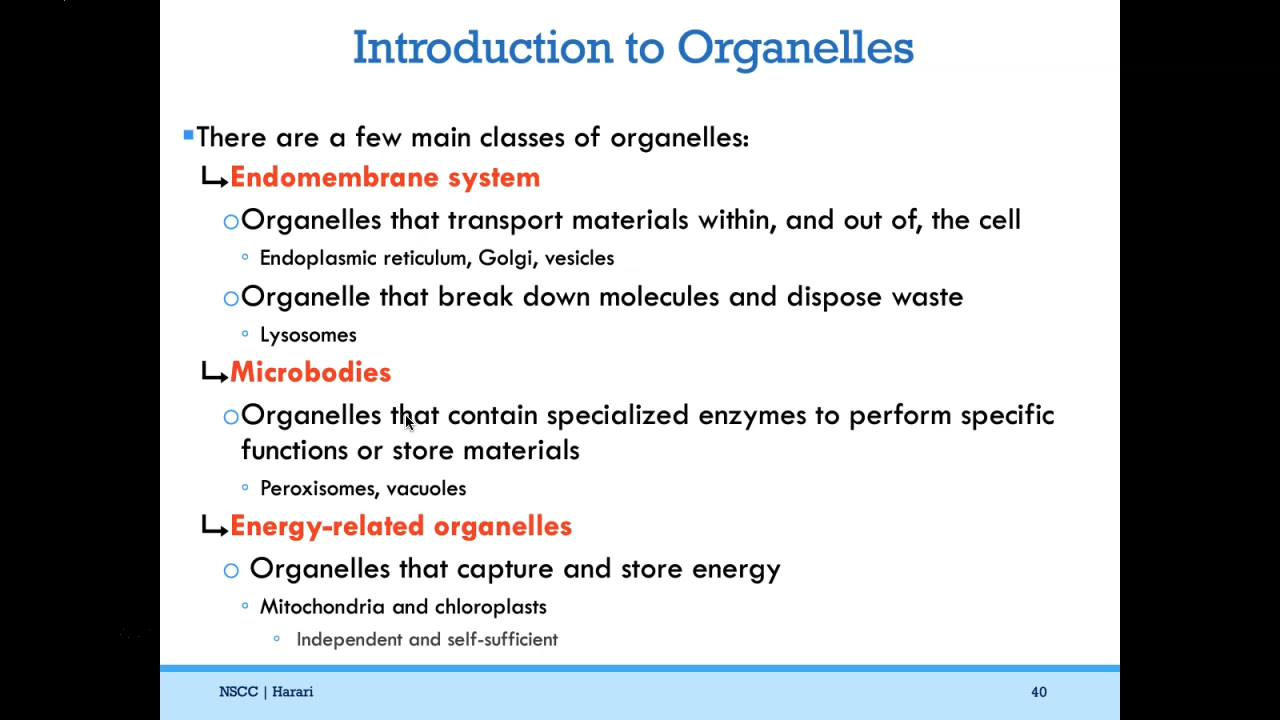 Introduction to Organelles
There are a few main classes of organelles:
Endomembrane system
Organelles that transport materials within, and out of, the cell
Endoplasmic reticulum, Golgi, vesicles
Organelle that break down molecules and dispose waste
Lysosomes
Microbodies
Organelles that contain specialized enzymes to perform specific
functions or store materials
Peroxisomes, vacuoles
Energy-related organelles
Organelles that capture and store energy
Mitochondria and chloroplasts
Independent and self-sufficient
NSCC | Harari
40